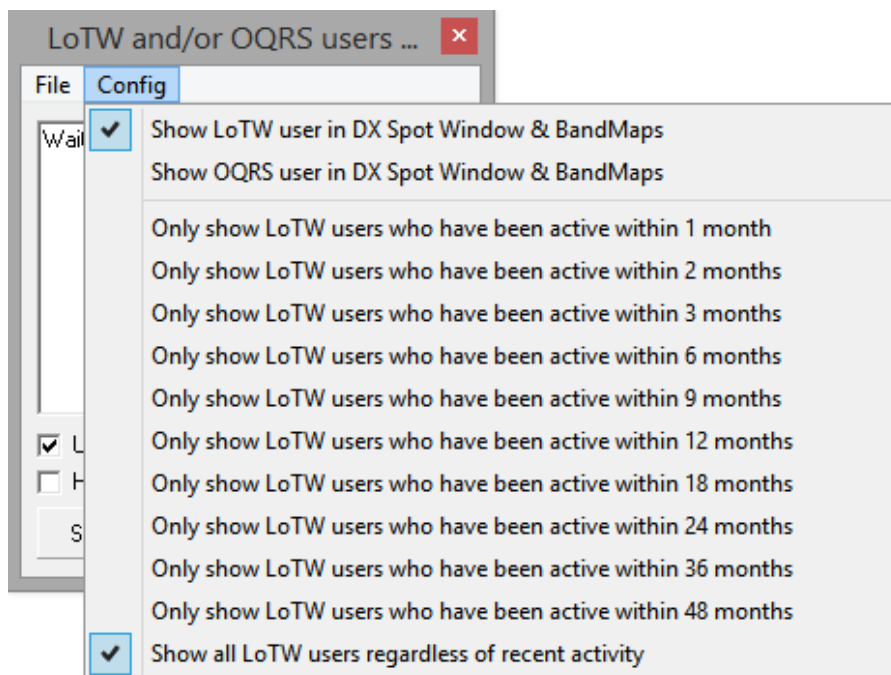 LoTW and/or OQRS users ...
File Config
Show LoTW user in DX Spot Window & BandMaps
Show OQRS user in DX Spot Window & BandMaps
Only show LoTW users who have been active within 1 month
Only show LoTW users who have been active within 2 months
Only show LoTW users who have been active within 3 months
Only show LoTW users who have been active within 6 months
Only show LoTW users who have been active within 9 months
Only show LoTW users who have been active within 12 months
Only show LoTW users who have been active within 18 months
Only show LoTW users who have been active within 24 months
Only show LoTW users who have been active within 36 months
Only show LoTW users who have been active within 48 months
Show all LoTW users regardless of recent activity